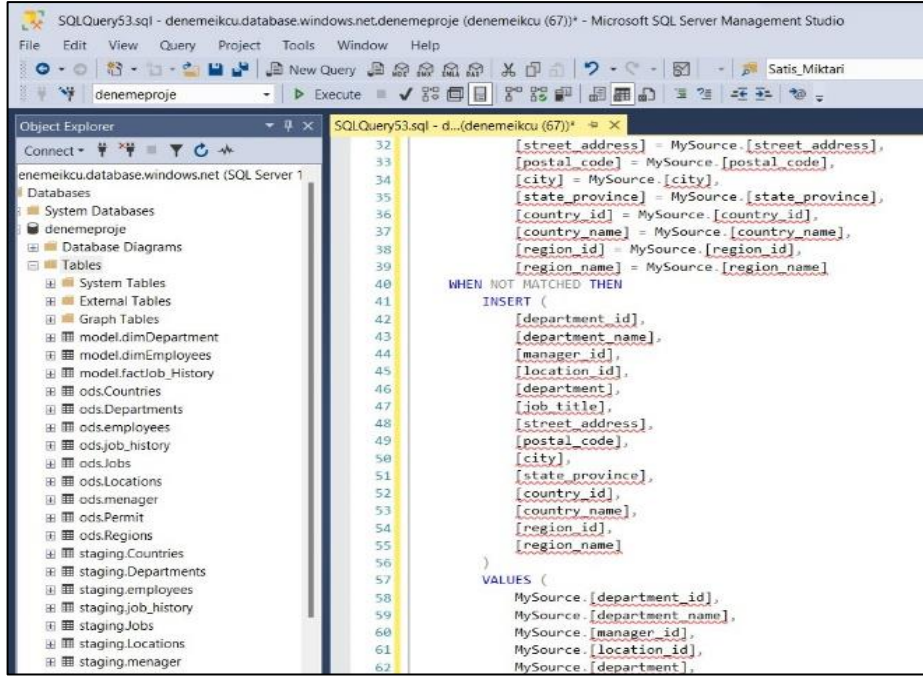 SQLQuery53.sql - denemeikcu.database.windows.net.denemeproje (denemeikcu (67))* - Microsoft SQL Server Management Studio
File Edit View Query Project Tools Window Help
New Query Satis_Miktari
denemeproje Execute
Object Explorer
Connect
enemeikcu.database.windows.net (SQL Server 1
Databases
System Databases
denemeproje
Database Diagrams
Tables
System Tables
External Tables
Graph Tables
model.dimDepartment
model.dimEmployees
model.factJob_History
ods.Countries
ods.Departments
ods.employees
ods.job_history
ods.Jobs
ods.Locations
ods.menager
ods.Permit
ods.Regions
staging.Countries
staging.Departments
staging.employees
staging.job_history
staging.Jobs
staging.Locations
staging.menager
SQLQuery53.sql - d...(denemeikcu (67))*
32 [street_address] = MySource.[street_address],
33 [postal_code] = MySource.[postal_code],
34 [city] = MySource.[city],
35 [state_province] = MySource.[state_province],
36 [country_id] = MySource.[country_id],
37 [country_name] = MySource.[country_name],
38 [region_id] = MySource.[region_id],
39 [region_name] = MySource.[region_name]
40 WHEN NOT MATCHED THEN
41 INSERT (
42 [department_id],
43 [department_name],
44 [manager_id],
45 [location_id],
46 [department],
47 [job_title],
48 [street_address],
49 [postal_code],
50 [city],
51 [state_province],
52 [country_id],
53 [country_name],
54 [region_id],
55 [region_name]
56 )
57 VALUES (
58 MySource.[department_id],
59 MySource.[department_name],
60 MySource.[manager_id],
61 MySource.[location_id],
62 MySource.[department],